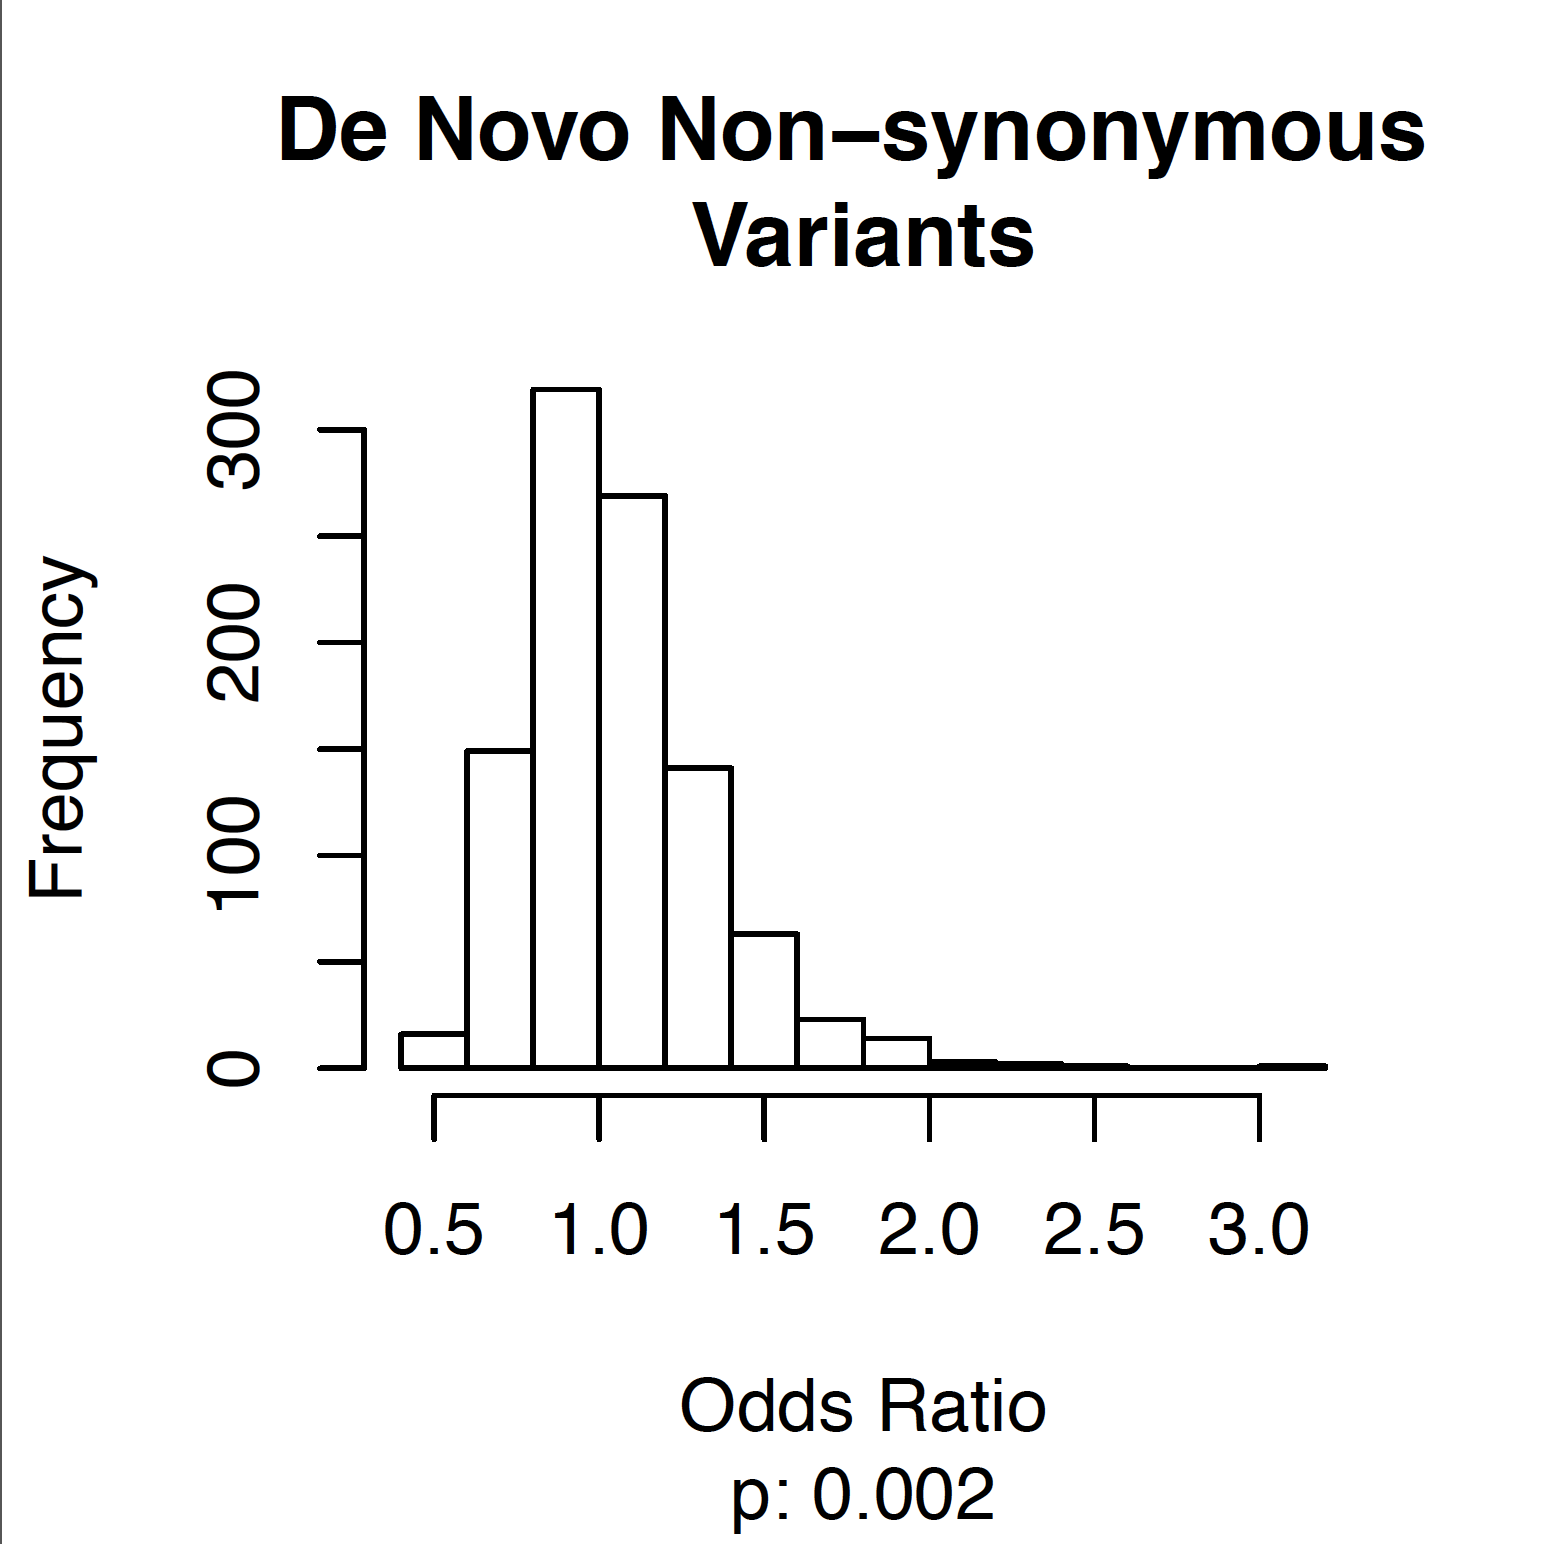 De Novo Non−synonymous
Variants
Frequency
300
200
100
0
0.5 1.0 1.5 2.0 2.5 3.0
Odds Ratio
p: 0.002